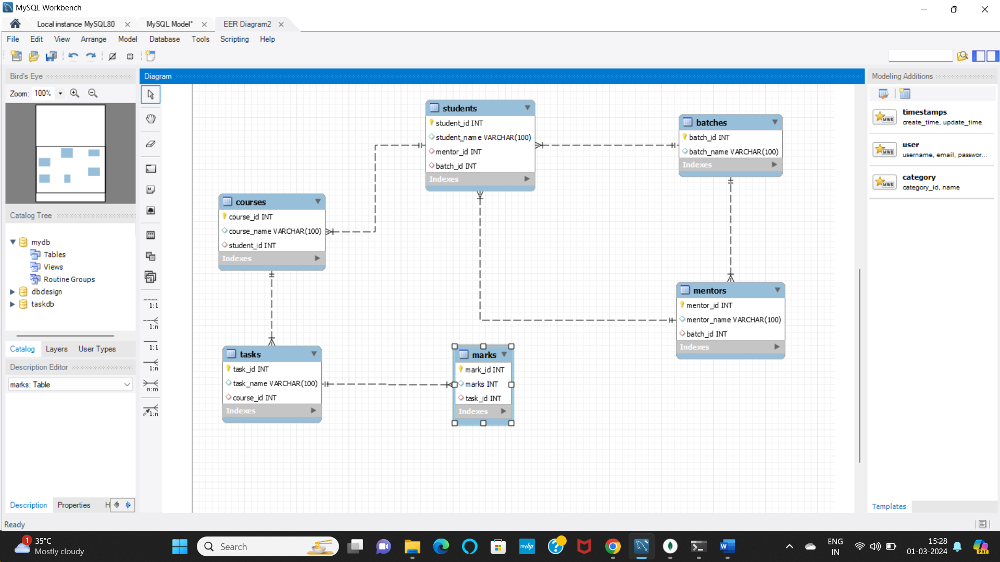 MySQL Workbench
Local instance MySQL80
MySQL Model*
EER Diagram2
File Edit View Arrange Model Database Tools Scripting Help
Bird's Eye
Zoom: 100%
Diagram
Modeling Additions
timestamps
create_time, update_time
user
username, email, passwor...
category
category_id, name
MWB
MWB
MWB
students
student_id INT
student_name VARCHAR(100)
mentor_id INT
batch_id INT
Indexes
batches
batch_id INT
batch_name VARCHAR(100)
Indexes
courses
course_id INT
course_name VARCHAR(100)
student_id INT
Indexes
mentors
mentor_id INT
mentor_name VARCHAR(100)
batch_id INT
Indexes
tasks
task_id INT
task_name VARCHAR(100)
course_id INT
Indexes
marks
mark_id INT
marks INT
task_id INT
Indexes
Catalog Tree
mydb
Tables
Views
Routine Groups
dbdesign
taskdb
Catalog Layers User Types
Description Editor
marks: Table
Description Properties H
1:1
1:n
1:1
1:n
n:m
1:n
Templates
Ready
1
35°C
Mostly cloudy
Search
myhp
ENG
IN
15:28
01-03-2024
PRE